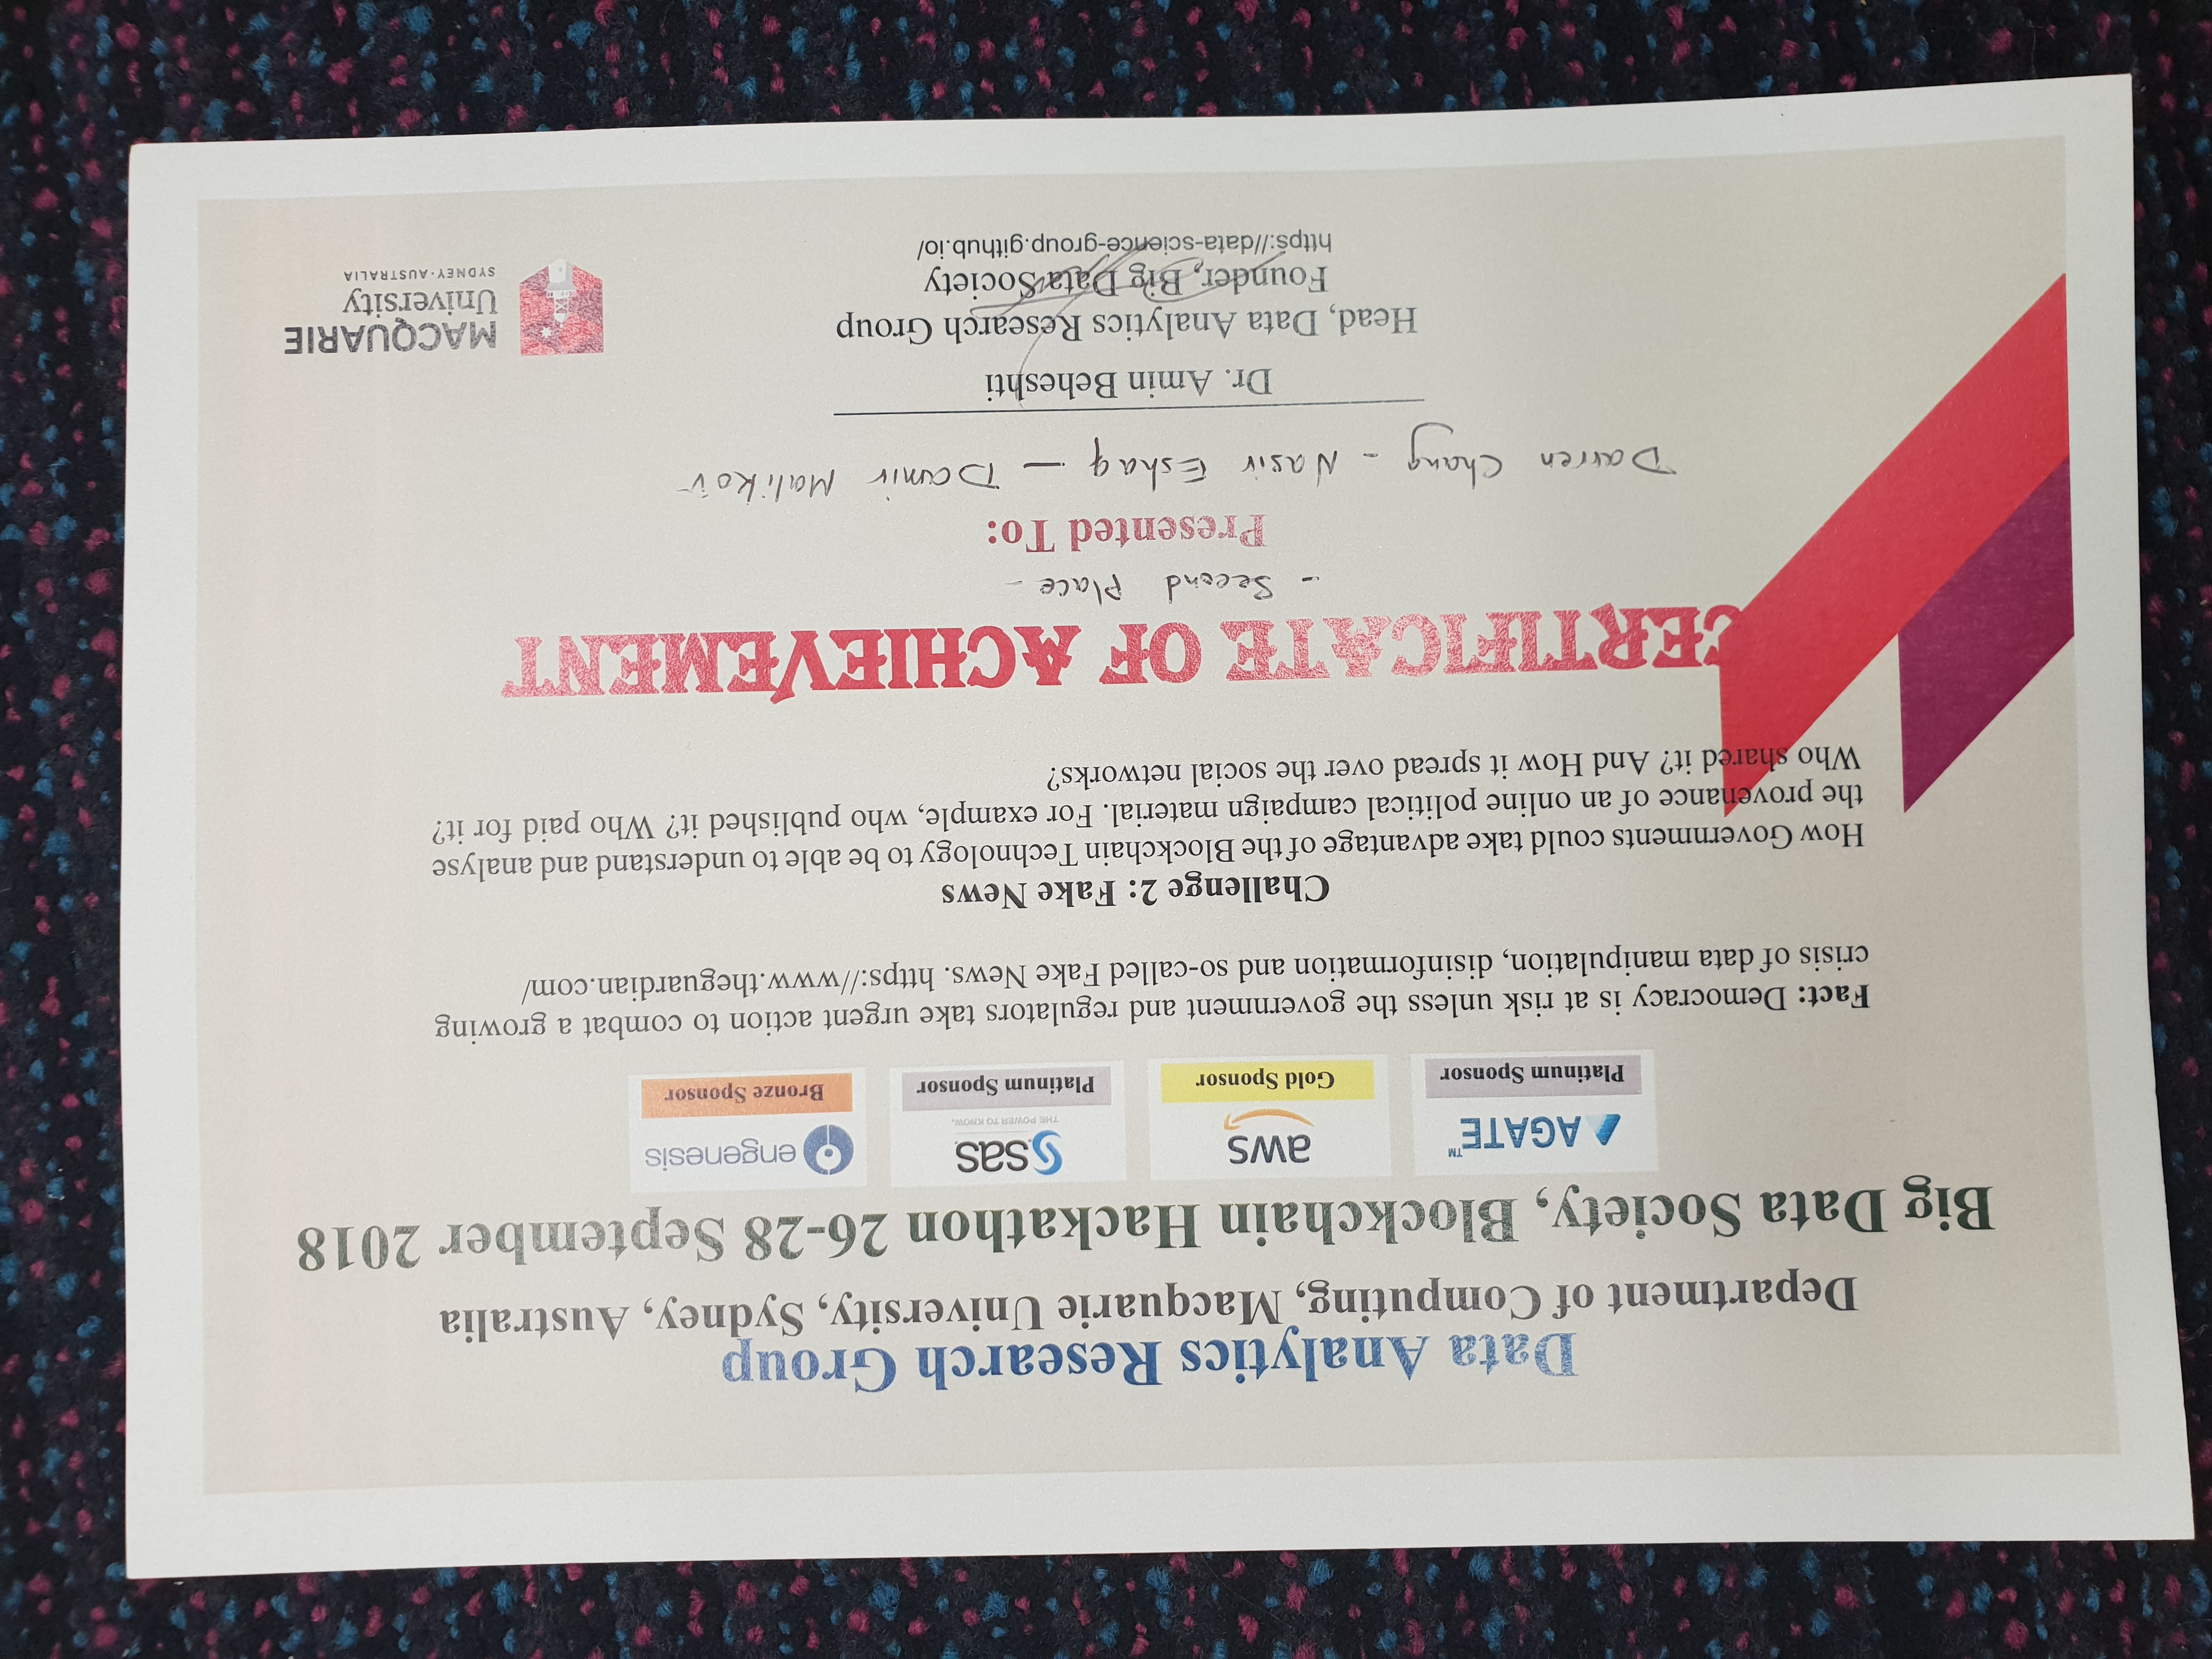 Data Analytics Research Group
Department of Computing, Macquarie University, Sydney, Australia
Big Data Society, Blockchain Hackathon 26-28 September 2018
AGATE™
Platinum Sponsor
aws
Gold Sponsor
sas
THE POWER TO KNOW.
Platinum Sponsor
engenesis
Bronze Sponsor
Fact: Democracy is at risk unless the government and regulators take urgent action to combat a growing
crisis of data manipulation, disinformation and so-called Fake News. https://www.theguardian.com/
Challenge 2: Fake News
How Governments could take advantage of the Blockchain Technology to be able to understand and analyse
the provenance of an online political campaign material. For example, who published it? Who paid for it?
Who shared it? And How it spread over the social networks?
CERTIFICATE OF ACHIEVEMENT
- Second Place -
Presented To:
Darren Chang - Nasir Eshaq - Damir Malikov
Dr. Amin Beheshti
Head, Data Analytics Research Group
Founder, Big Data Society
https://data-science-group.github.io/
MACQUARIE
University
SYDNEY·AUSTRALIA